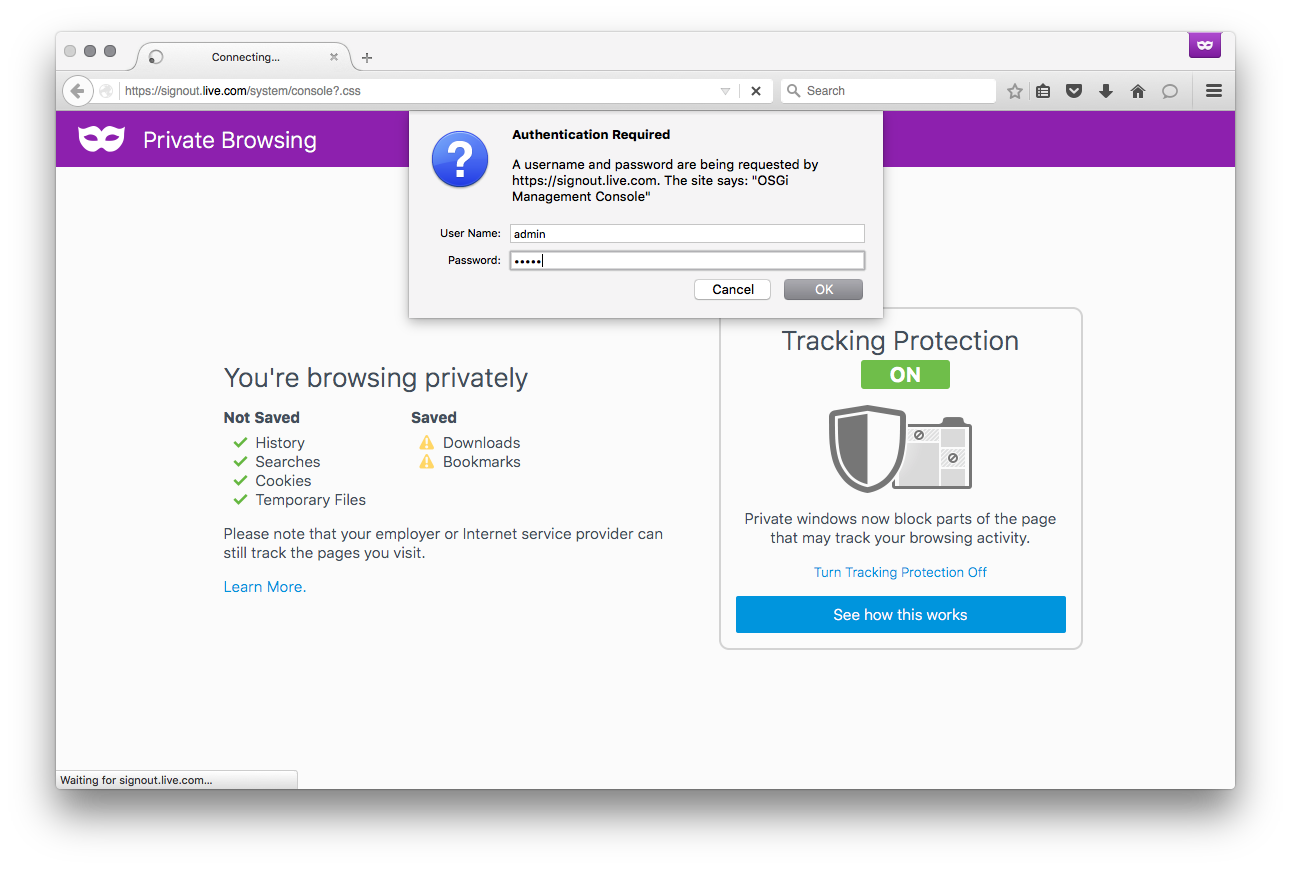 Connecting...
https://signout.live.com/system/console?.css
Search
Private Browsing
Authentication Required
A username and password are being requested by
https://signout.live.com. The site says: "OSGi
Management Console"
User Name: admin
Password: •••••
Cancel OK
You're browsing privately
Not Saved
History
Searches
Cookies
Temporary Files
Saved
Downloads
Bookmarks
Please note that your employer or Internet service provider can
still track the pages you visit.
Learn More.
Tracking Protection
ON
Private windows now block parts of the page
that may track your browsing activity.
Turn Tracking Protection Off
See how this works
Waiting for signout.live.com...